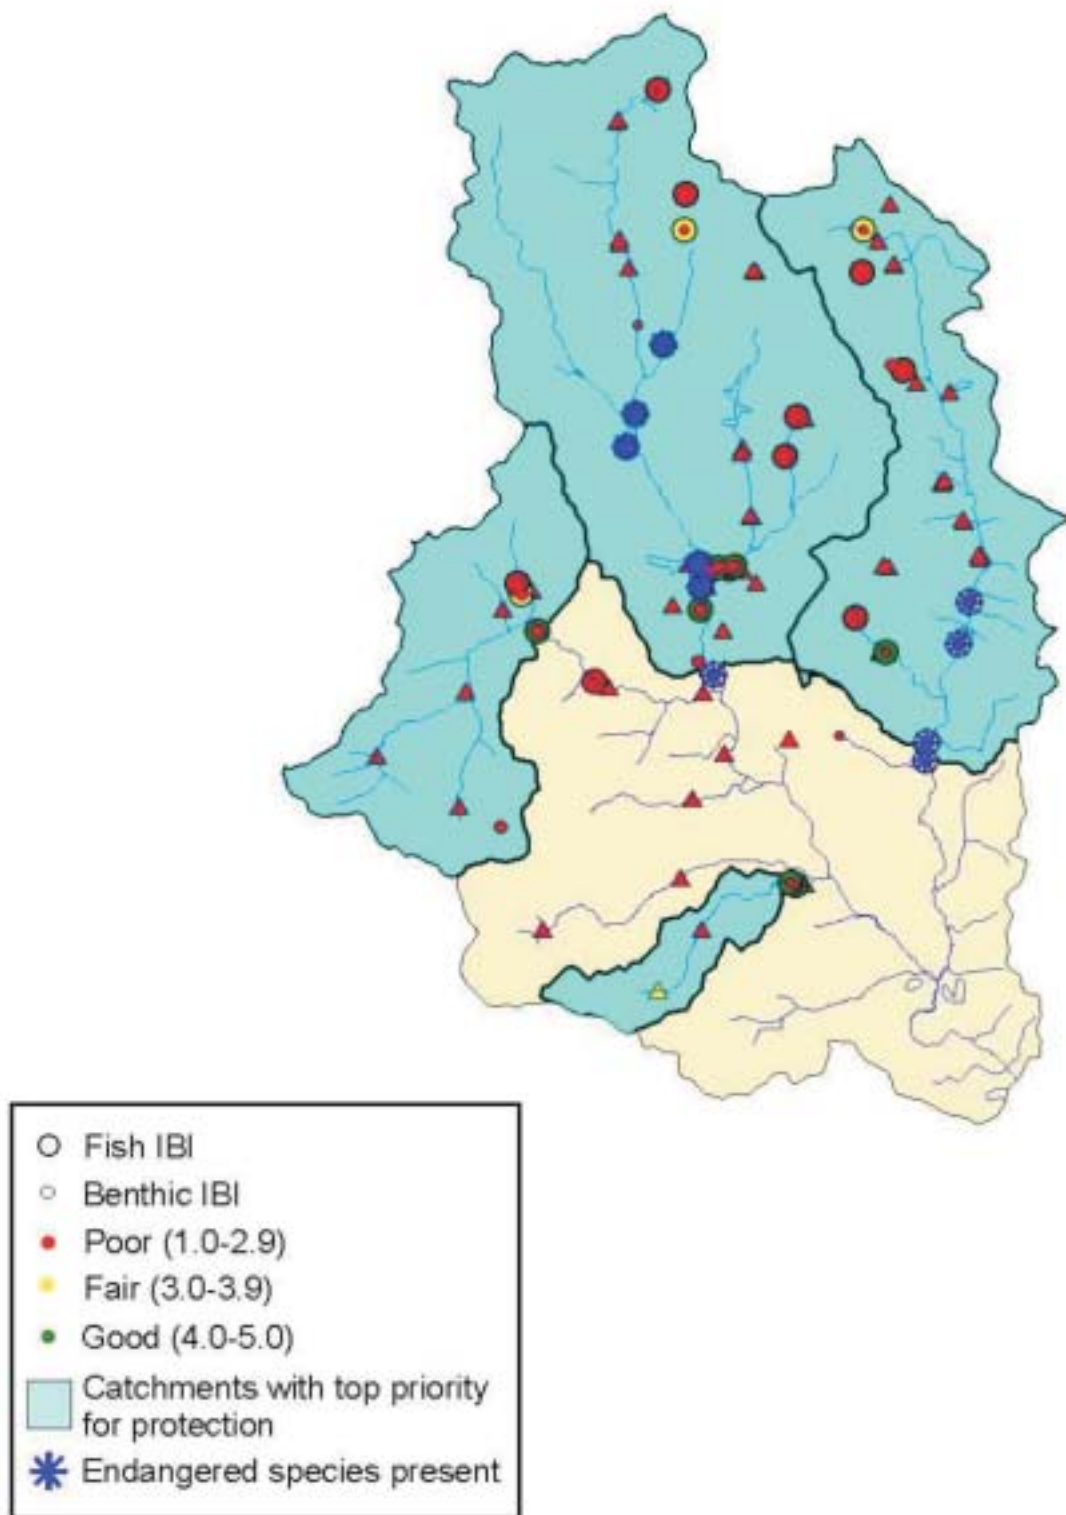 Fish IBI
Benthic IBI
Poor (1.0-2.9)
Fair (3.0-3.9)
Good (4.0-5.0)
Catchments with top priority
for protection
Endangered species present